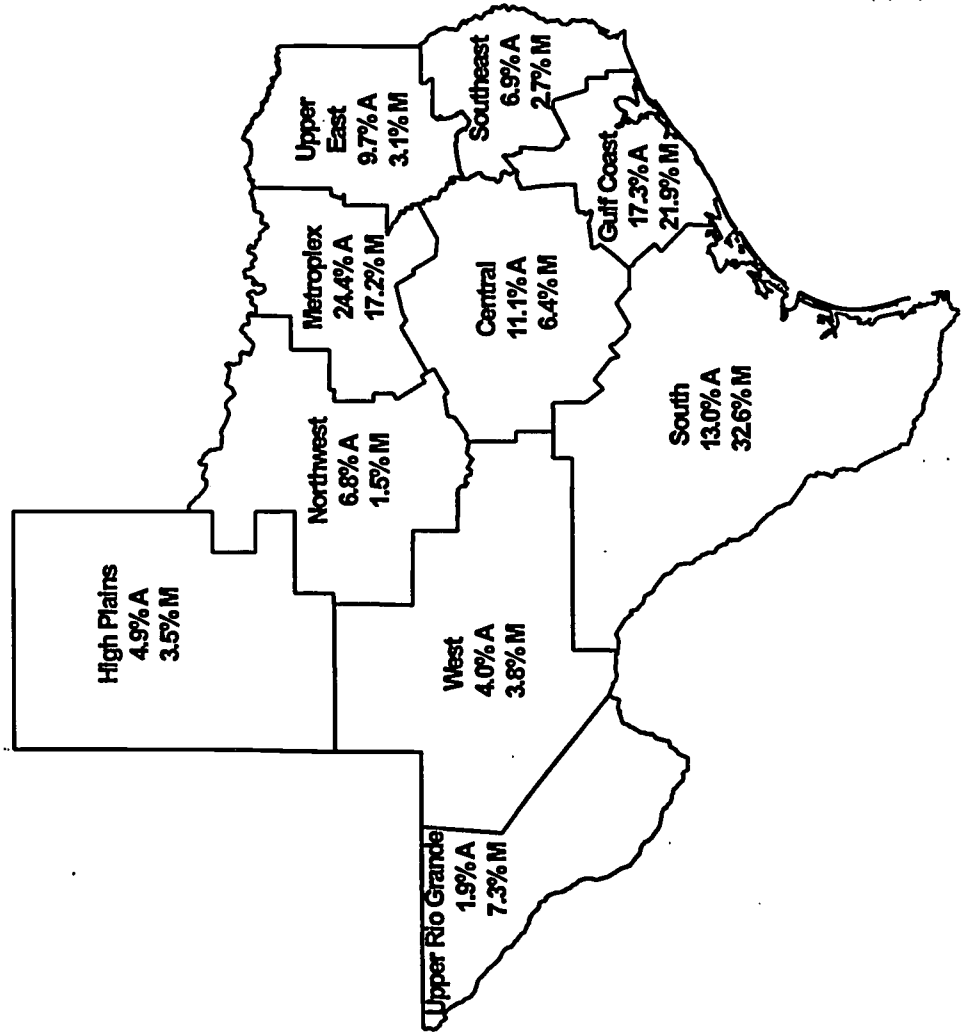 High Plains
4.9% A
3.5% M
Northwest
6.8% A
1.5% M
Metroplex
24.4% A
17.2% M
Upper
East
9.7% A
3.1% M
Southeast
6.9% A
2.7% M
Gulf Coast
17.3% A
21.9% M
Central
11.1% A
6.4% M
South
13.0% A
32.6% M
West
4.0% A
3.8% M
Upper Rio Grande
1.9% A
7.3% M